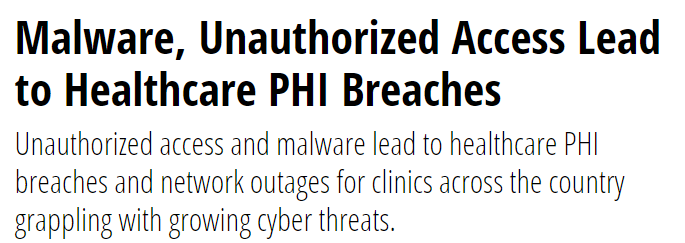 Malware, Unauthorized Access Lead
to Healthcare PHI Breaches
Unauthorized access and malware lead to healthcare PHI
breaches and network outages for clinics across the country
grappling with growing cyber threats.